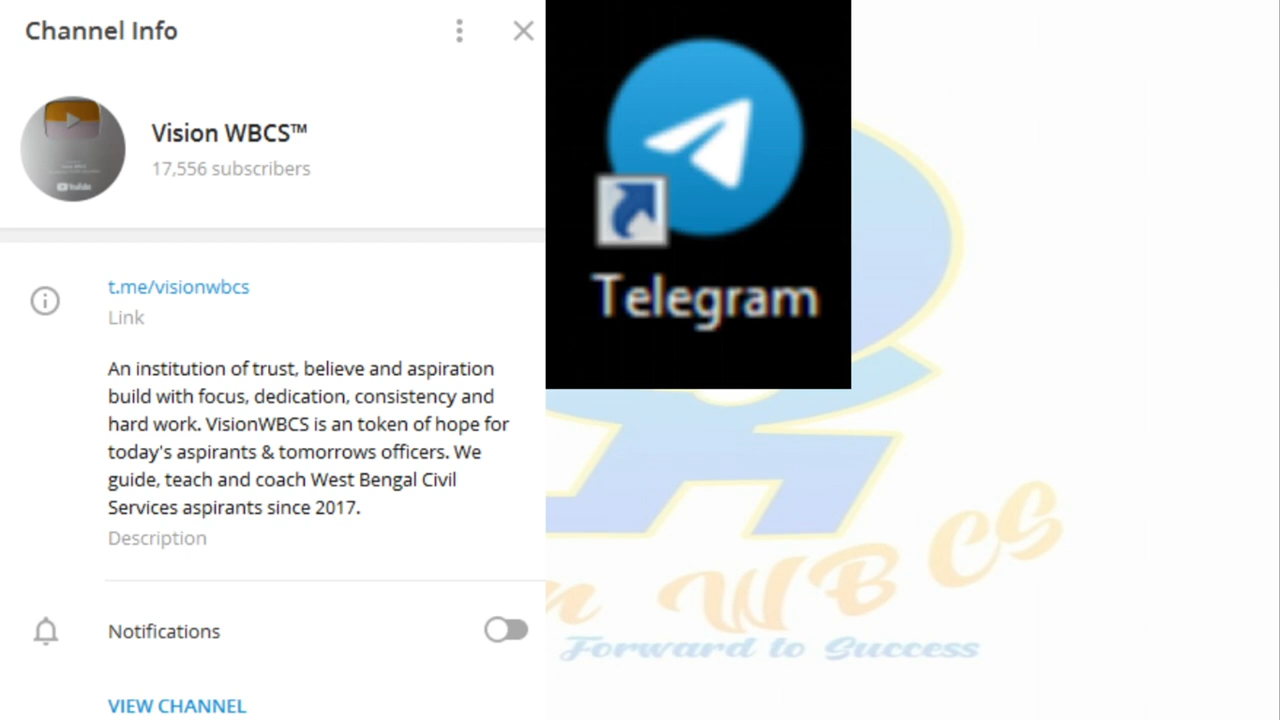 Channel Info
Vision WBCS™
17,556 subscribers
t.me/visionwbcs
Link
An institution of trust, believe and aspiration
build with focus, dedication, consistency and
hard work. VisionWBCS is an token of hope for
today's aspirants & tomorrows officers. We
guide, teach and coach West Bengal Civil
Services aspirants since 2017.
Description
Notifications
VIEW CHANNEL
Telegram
n WBCS
Forward to Success
YouTube